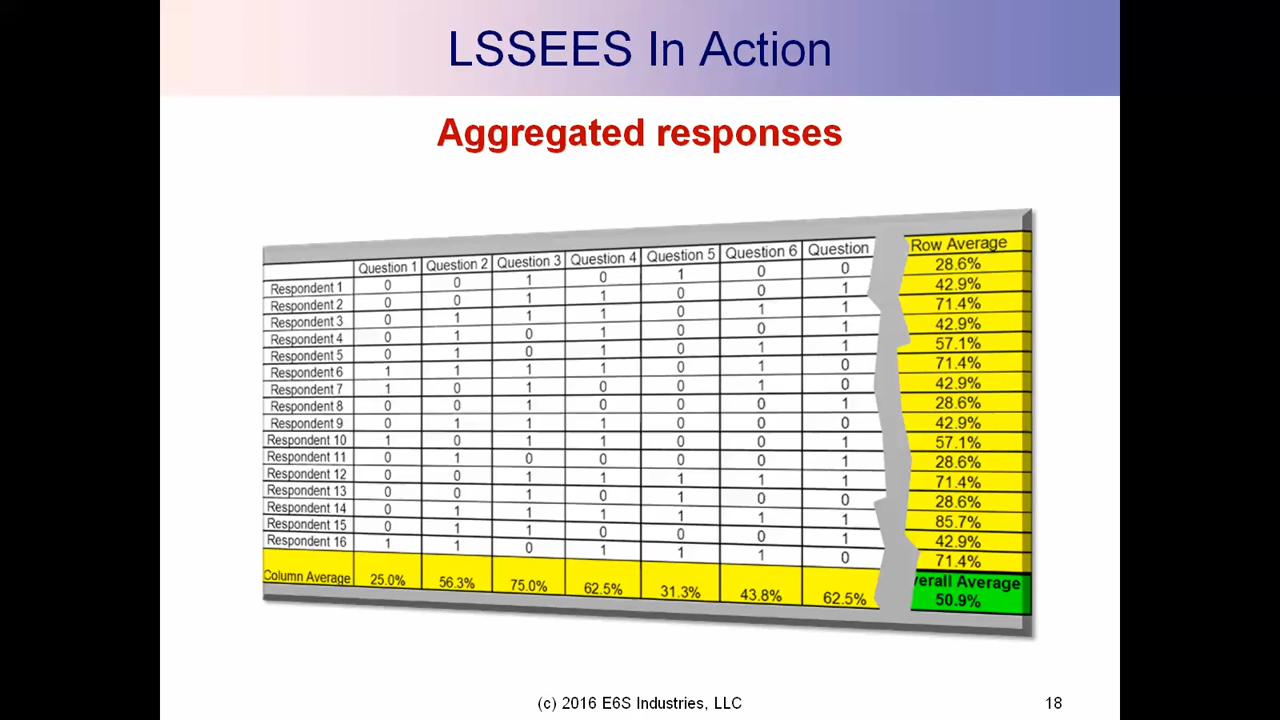 LSSEES In Action
Aggregated responses
Question 1 Question 2 Question 3 Question 4 Question 5 Question 6 Question Row Average
Respondent 1 0 0 1 0 1 0 0 28.6%
Respondent 2 0 0 1 1 0 0 1 42.9%
Respondent 3 0 1 1 1 0 1 1 71.4%
Respondent 4 0 1 0 1 0 0 1 42.9%
Respondent 5 0 1 0 1 0 1 1 57.1%
Respondent 6 1 1 1 1 0 1 0 71.4%
Respondent 7 1 0 1 0 0 1 0 42.9%
Respondent 8 0 0 1 0 0 0 1 28.6%
Respondent 9 0 1 1 1 0 0 0 42.9%
Respondent 10 1 0 1 1 0 0 1 57.1%
Respondent 11 0 1 0 0 0 0 1 28.6%
Respondent 12 0 0 1 1 1 1 1 71.4%
Respondent 13 0 0 1 0 1 0 0 28.6%
Respondent 14 0 1 1 1 1 1 1 85.7%
Respondent 15 0 1 1 0 0 0 1 42.9%
Respondent 16 1 1 0 1 1 1 0 71.4%
Column Average 25.0% 56.3% 75.0% 62.5% 31.3% 43.8% 62.5% verall Average
50.9%
(c) 2016 E6S Industries, LLC 18